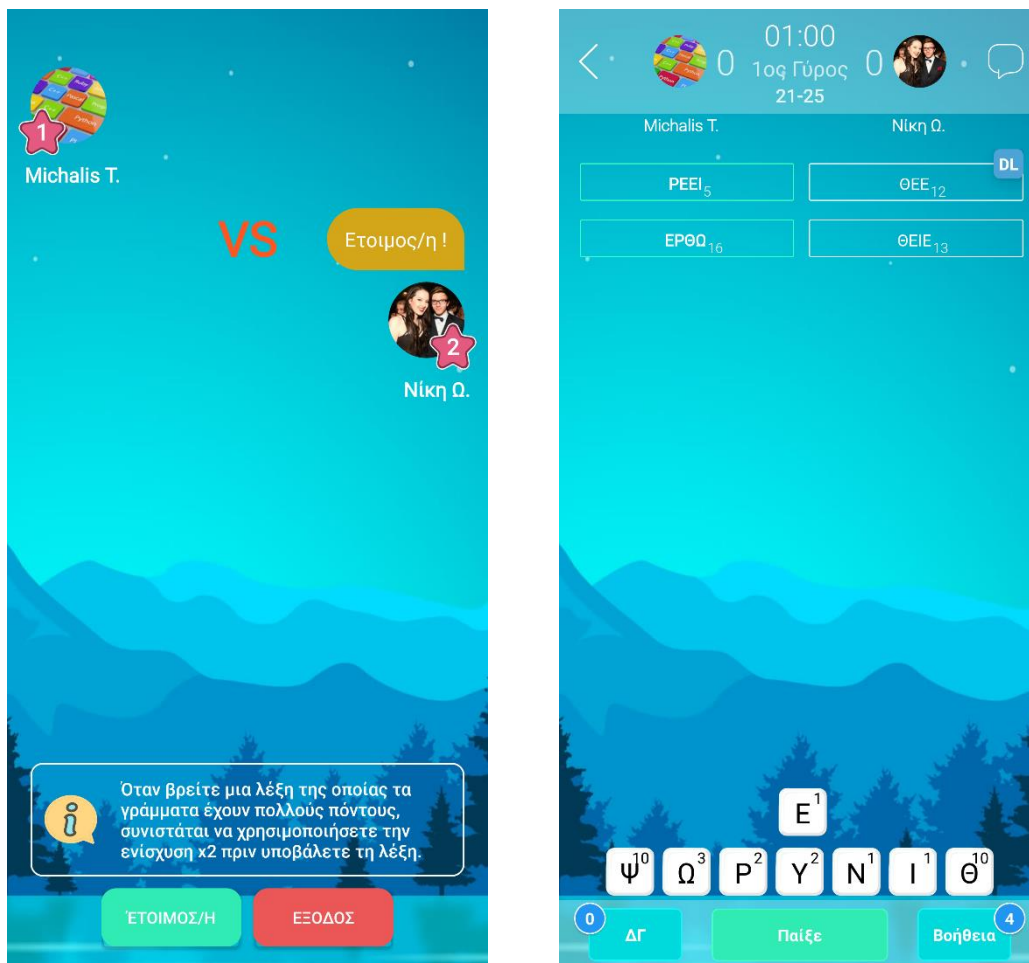 1
Michalis T.
VS
Ετοιμος/η !
2
Νίκη Ω.
Όταν βρείτε μια λέξη της οποίας τα
γράμματα έχουν πολλούς πόντους,
συνιστάται να χρησιμοποιήσετε την
ενίσχυση x2 πριν υποβάλετε τη λέξη.
ΈΤΟΙΜΟΣ/Η
ΕΞΟΔΟΣ
0 01:00 0
1ος Γύρος
21-25
Michalis T. Νίκη Ω.
DL
ΡΕΕΙ5 ΘΕΕ12
ΕΡΘΩ16 ΘΕΙΕ13
Ε1
Ψ10 Ω3 Ρ2 Υ2 Ν1 Ι1 Θ10
0 4
ΔΓ Παίξε Βοήθεια